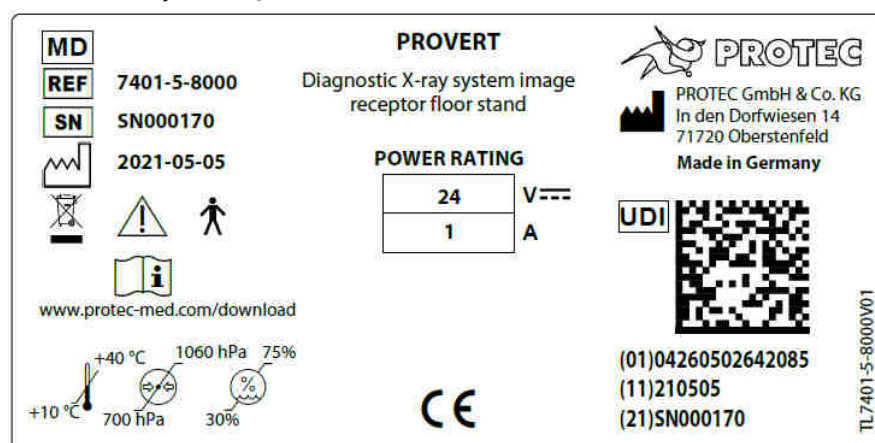 MD
REF 7401-5-8000
SN SN000170
2021-05-05
www.protec-med.com/download
+40 °C
+10 °C
1060 hPa
700 hPa
75%
%
30%
PROVERT
Diagnostic X-ray system image
receptor floor stand
POWER RATING
24 V
1 A
CE
PROTEC
PROTEC GmbH & Co. KG
In den Dorfwiesen 14
71720 Oberstenfeld
Made in Germany
UDI
(01)04260502642085
(11)210505
(21)SN000170
TL7401-5-8000V01